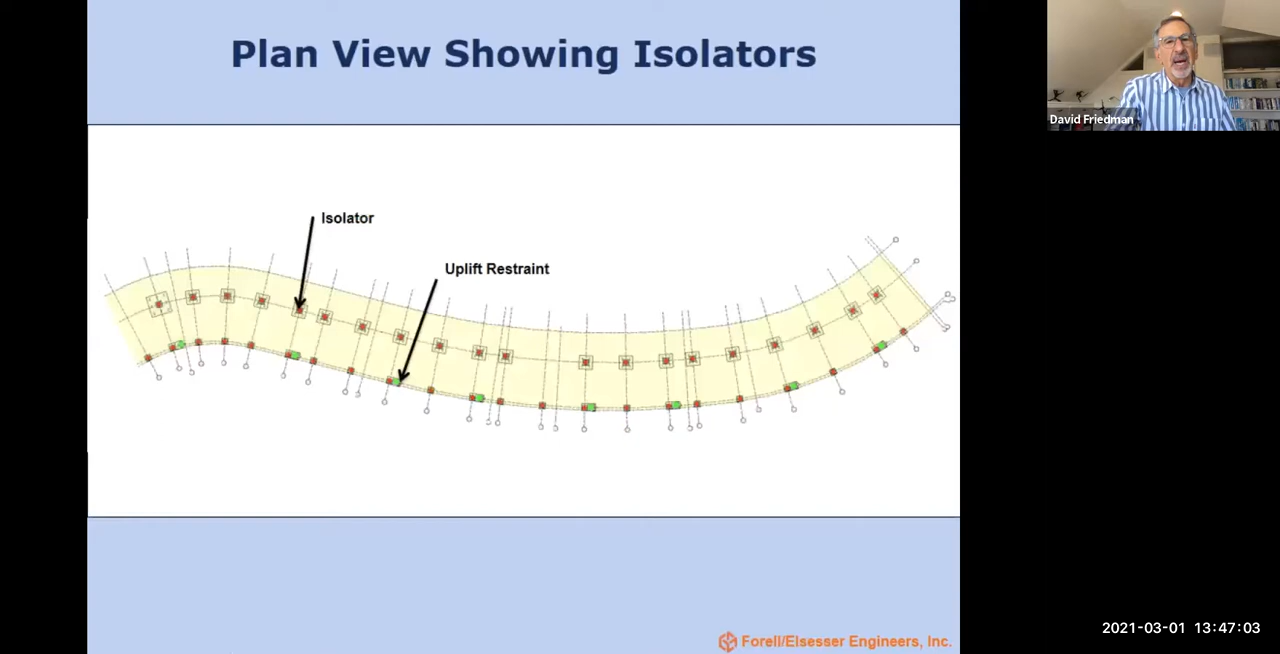 Plan View Showing Isolators
David Friedman
Isolator
Uplift Restraint
2021-03-01 13:47:03
Forell/Elsesser Engineers, Inc.